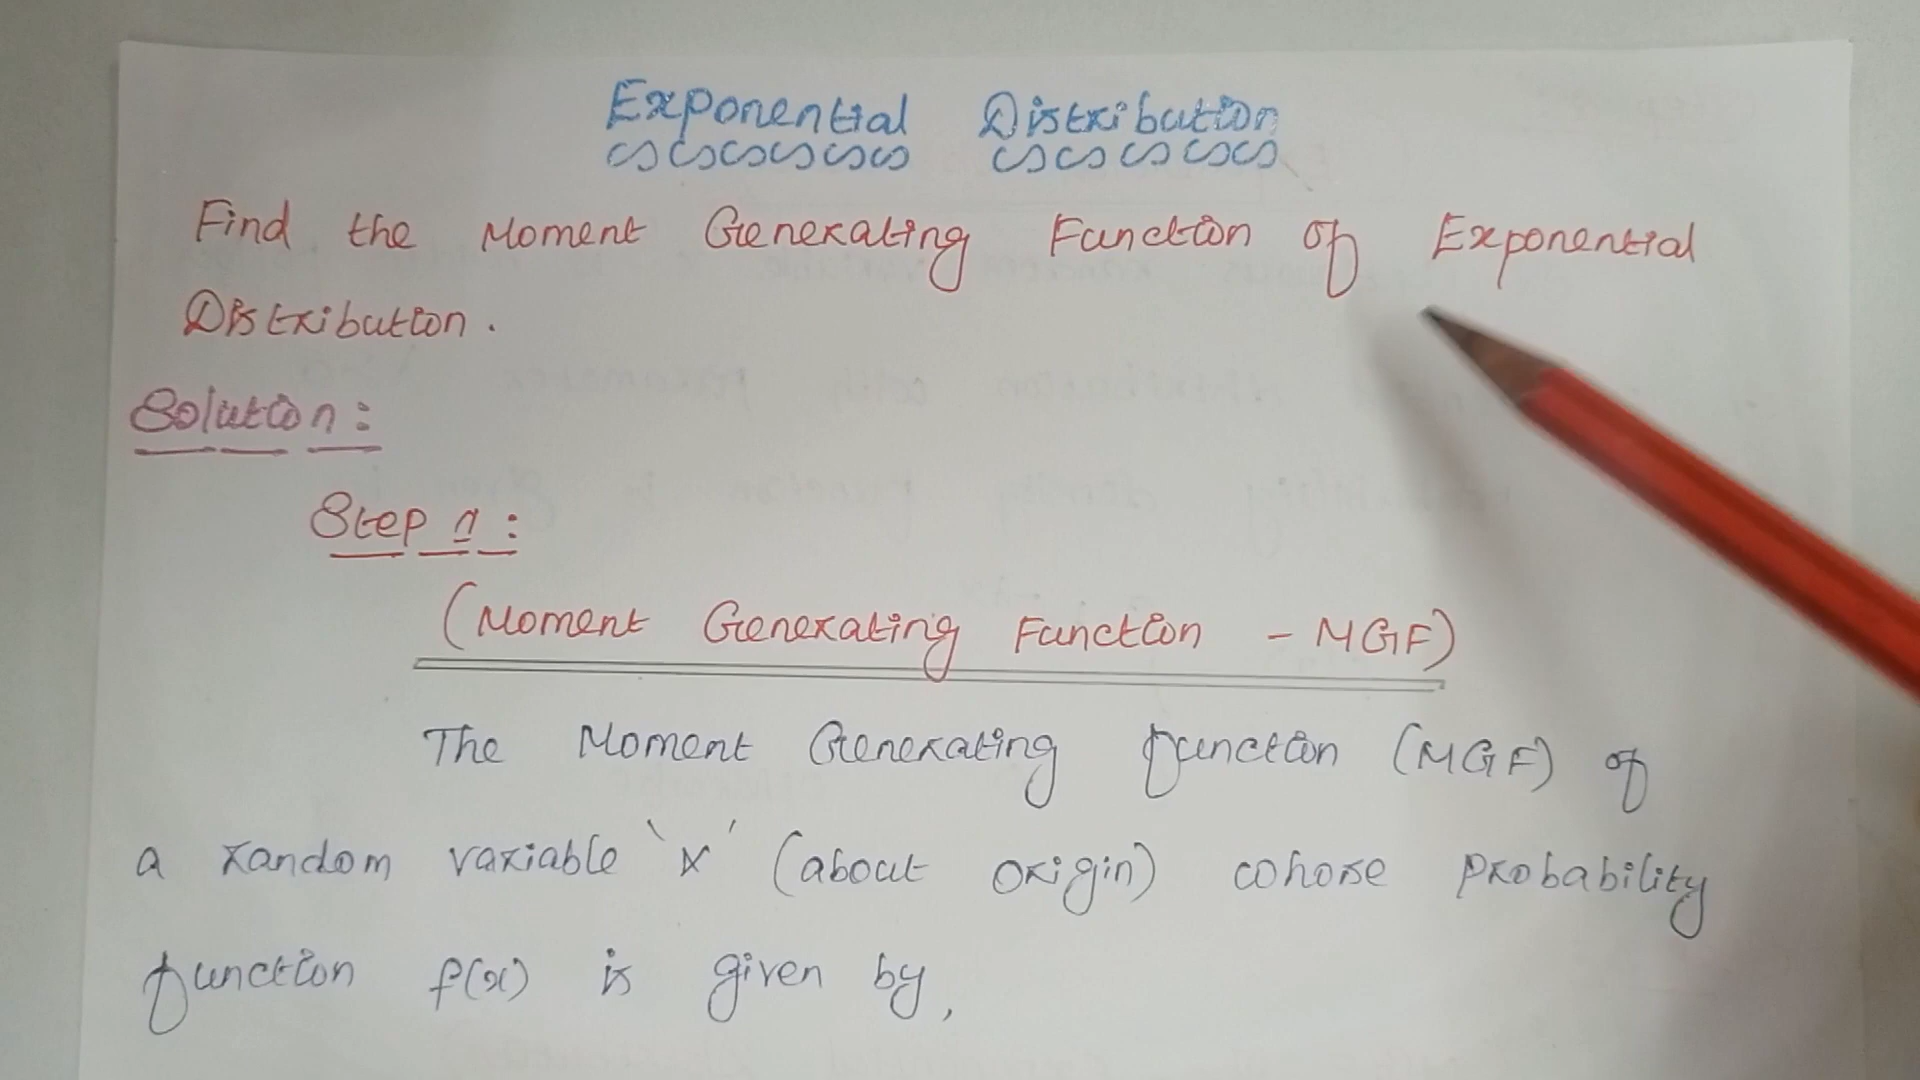 Exponential Distribution
Find the Moment Generating Function of Exponential
Distribution.
Solution:
Step 1:
(Moment Generating Function - MGF)
The Moment Generating function (MGF) of
a random variable 'x' (about origin) whose probability
function f(x) is given by,